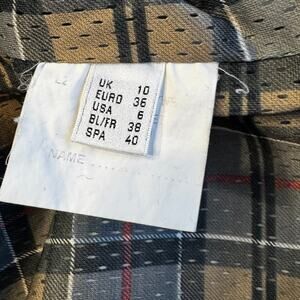 UK 10
EURO 36
USA 6
BL/FR 38
SPA 40
NAME